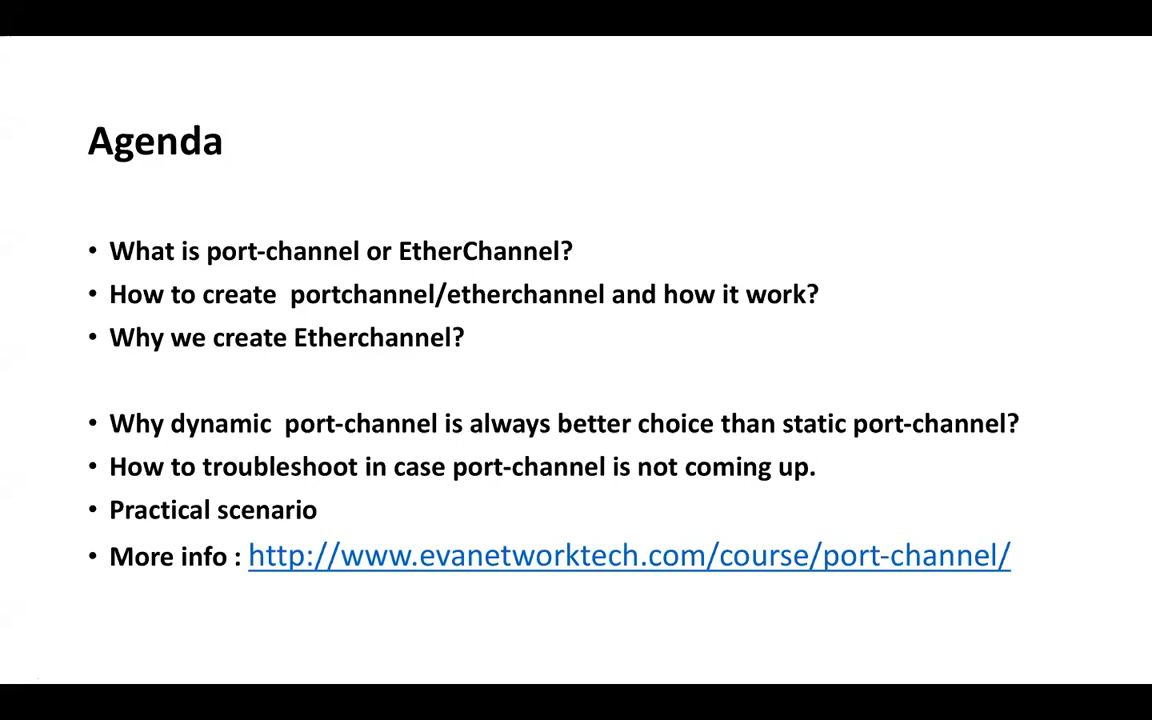 Agenda
• What is port-channel or EtherChannel?
• How to create  portchannel/etherchannel and how it work?
• Why we create Etherchannel?
• Why dynamic  port-channel is always better choice than static port-channel?
• How to troubleshoot in case port-channel is not coming up.
• Practical scenario
• More info : http://www.evanetworktech.com/course/port-channel/